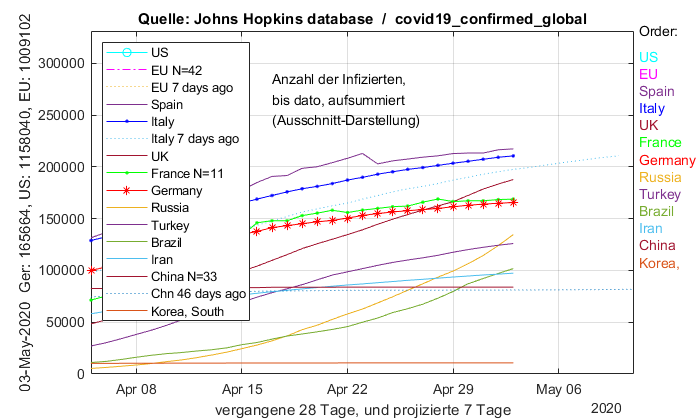 Quelle: Johns Hopkins database / covid19_confirmed_global
03-May-2020 Ger: 165664, US: 1158040, EU: 1009102
300000
250000
200000
150000
100000
50000
0
US
EU N=42
EU 7 days ago
Spain
Italy
Italy 7 days ago
UK
France N=11
Germany
Russia
Turkey
Brazil
Iran
China N=33
Chn 46 days ago
Korea, South
Anzahl der Infizierten,
bis dato, aufsummiert
(Ausschnitt-Darstellung)
Order:
US
EU
Spain
Italy
UK
France
Germany
Russia
Turkey
Brazil
Iran
China
Korea,
Apr 08 Apr 15 Apr 22 Apr 29 May 06
2020
vergangene 28 Tage, und projizierte 7 Tage